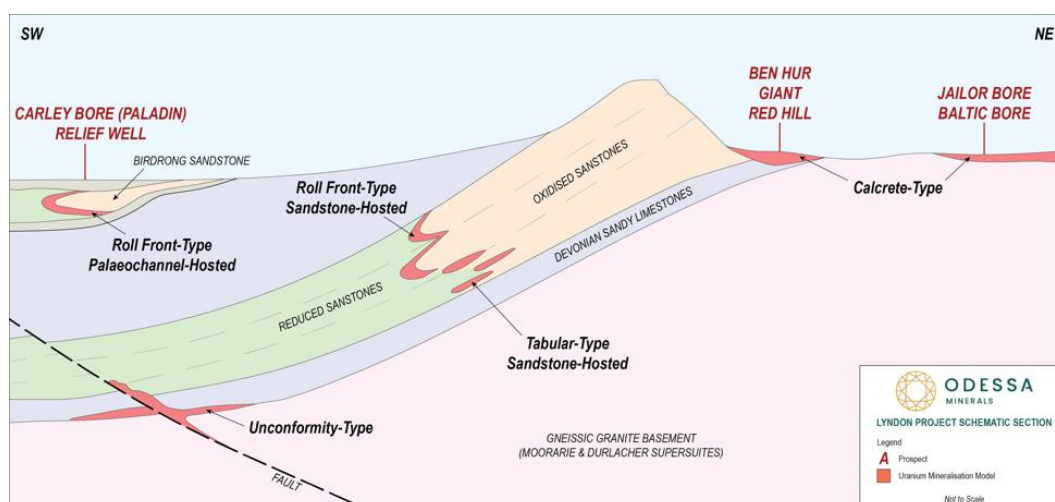 SW
NE
CARLEY BORE (PALADIN)
RELIEF WELL
BIRDRONG SANDSTONE
BEN HUR
GIANT
RED HILL
JAILOR BORE
BALTIC BORE
Roll Front-Type
Sandstone-Hosted
OXIDISED SANSTONES
Calcrete-Type
DEVONIAN SANDY LIMESTONES
Roll Front-Type
Palaeochannel-Hosted
REDUCED SANSTONES
Tabular-Type
Sandstone-Hosted
Unconformity-Type
GNEISSIC GRANITE BASEMENT
(MOORARIE & DURLACHER SUPERSUITES)
FAULT
ODESSA
MINERALS
LYNDON PROJECT SCHEMATIC SECTION
Legend
A Prospect
Uranium Mineralisation Model
Not to Scale